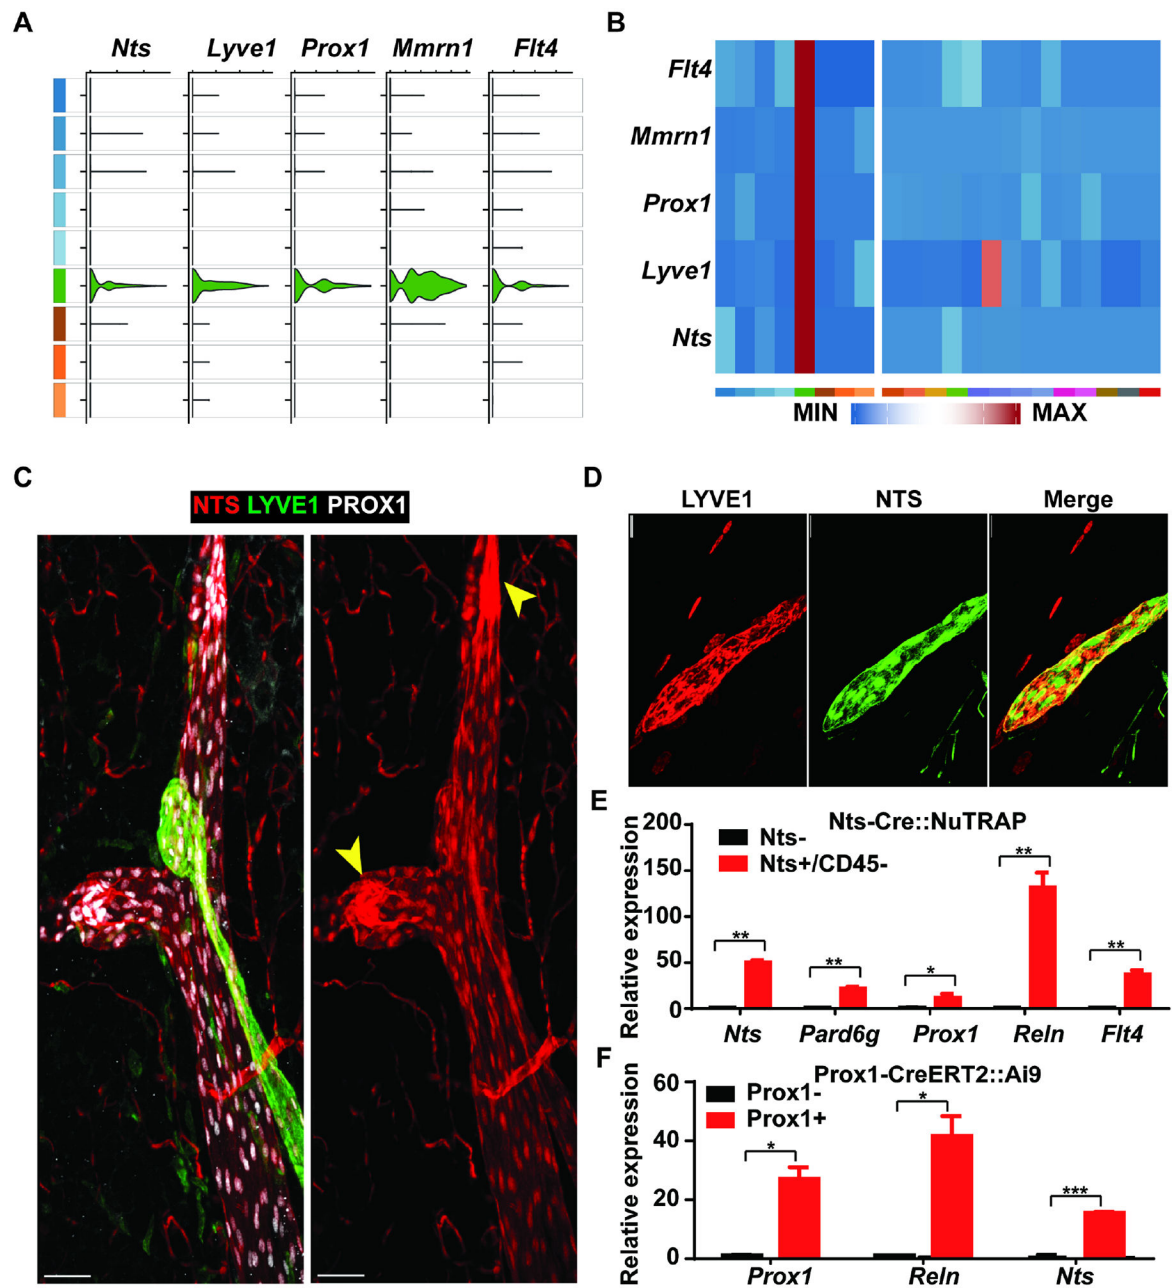 A
Nts Lyve1 Prox1 Mmrn1 Flt4
B
Flt4
Mmrn1
Prox1
Lyve1
Nts
MIN MAX
C
NTS LYVE1 PROX1
D
LYVE1 NTS Merge
E
Nts-Cre::NuTRAP
Nts-
Nts+/CD45-
Relative expression
200
150
100
50
0
** ** * ** **
Nts Pard6g Prox1 Reln Flt4
F
Prox1-CreERT2::Ai9
Prox1-
Prox1+
Relative expression
60
40
20
0
* * ***
Prox1 Reln Nts